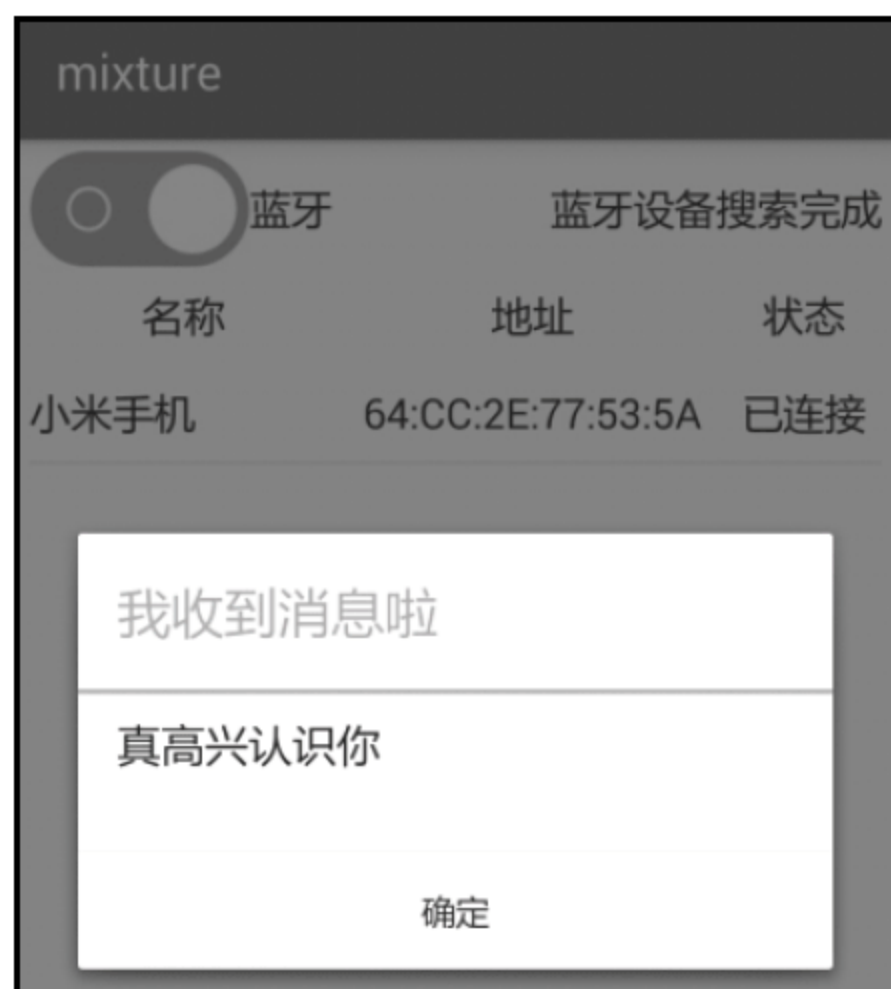 mixture
蓝牙 蓝牙设备搜索完成
名称 地址 状态
小米手机 64:CC:2E:77:53:5A 已连接
我收到消息啦
真高兴认识你
确定